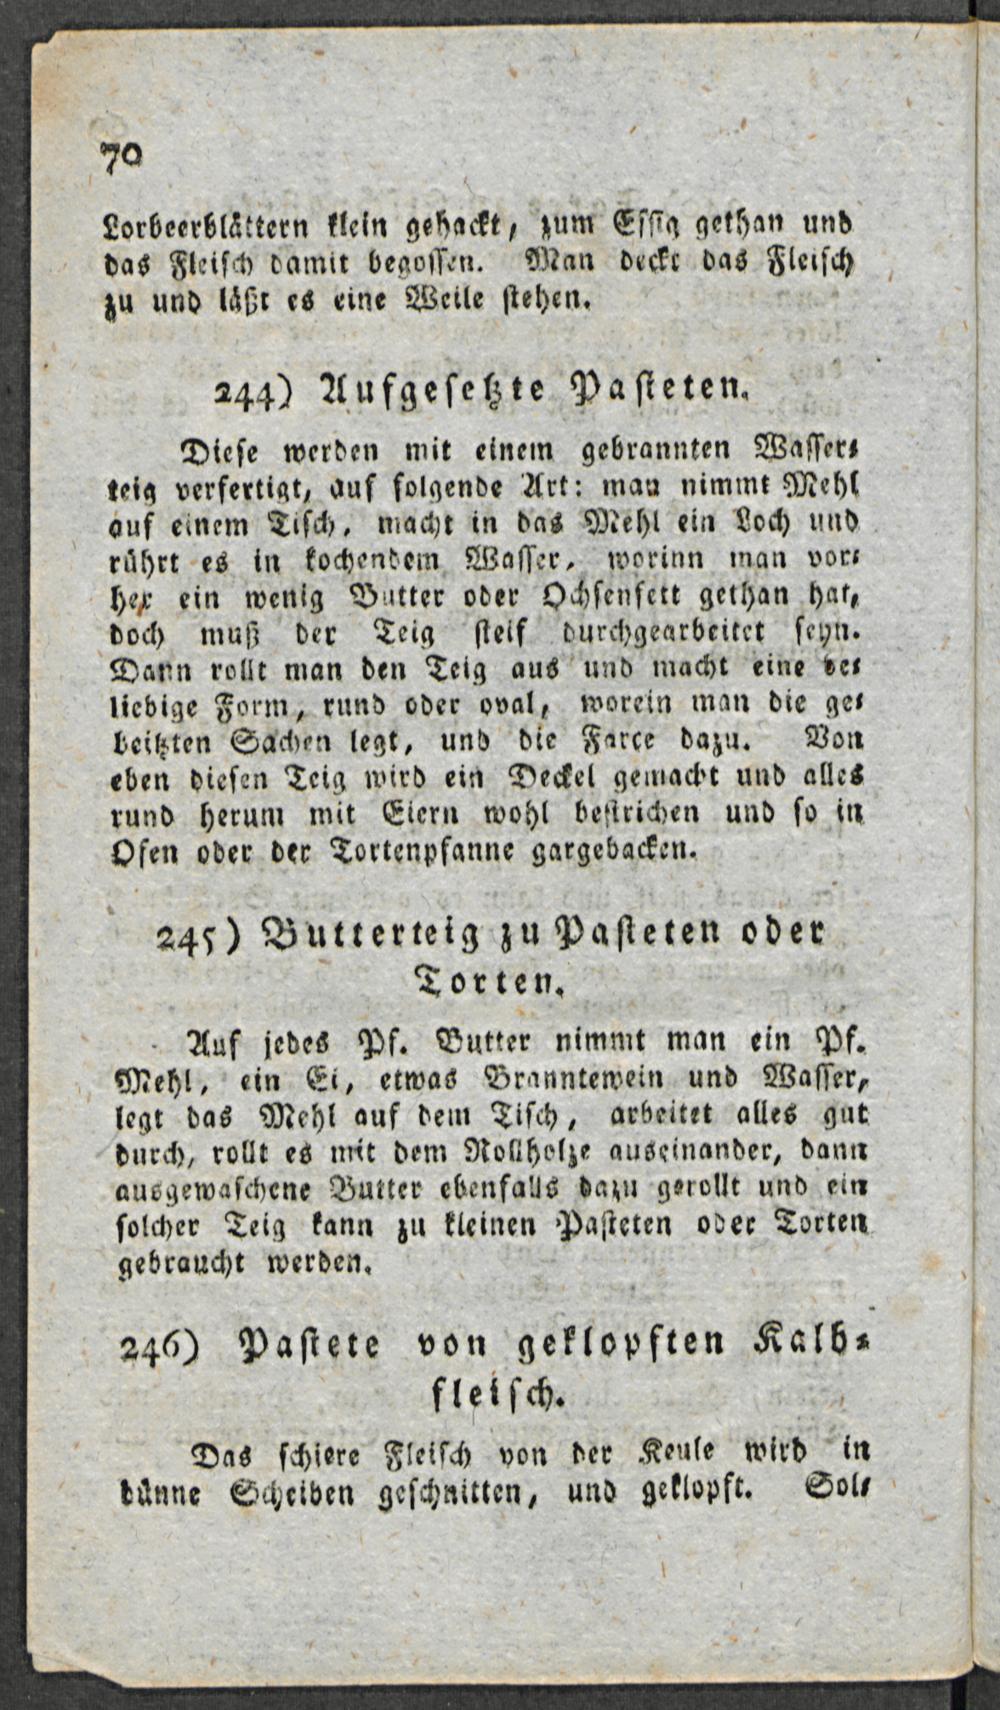 70
Lorbeerblättern klein gehackt, zum Essig gethan und
das Fleisch damit begossen. Man deckt das Fleisch
zu und läßt es eine Weile stehen.
244) Aufgesetzte Pasteten.
Diese werden mit einem gebrannten Wasser-
teig verfertigt, auf folgende Art: man nimmt Mehl
auf einem Tisch, macht in das Mehl ein Loch und
rührt es in kochendem Wasser, worinn man vor-
her ein wenig Butter oder Ochsenfett gethan hat,
doch muß der Teig steif durchgearbeitet seyn.
Dann rollt man den Teig aus und macht eine be-
liebige Form, rund oder oval, worein man die ge-
beitzten Sachen legt, und die Farce dazu. Von
eben diesen Teig wird ein Deckel gemacht und alles
rund herum mit Eiern wohl bestrichen und so in
Ofen oder der Tortenpfanne gargebacken.
245) Butterteig zu Pasteten oder
Torten.
Auf jedes Pf. Butter nimmt man ein Pf.
Mehl, ein Ei, etwas Branntewein und Wasser,
legt das Mehl auf dem Tisch, arbeitet alles gut
durch, rollt es mit dem Rollholze auseinander, dann
ausgewaschene Butter ebenfalls dazu gerollt und ein
solcher Teig kann zu kleinen Pasteten oder Torten
gebraucht werden.
246) Pastete von geklopften Kalb-
fleisch.
Das schiere Fleisch von der Keule wird in
dünne Scheiben geschnitten, und geklopft. Sol-